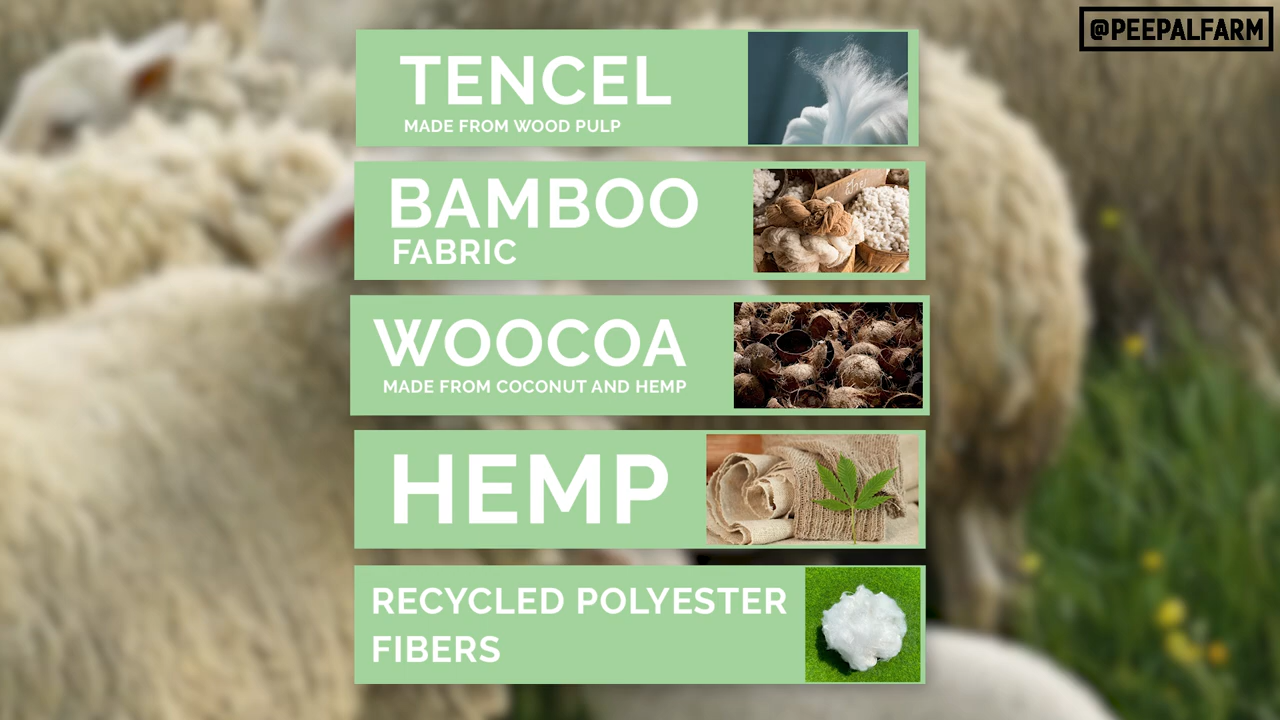 @PEEPALFARM
TENCEL
MADE FROM WOOD PULP
BAMBOO
FABRIC
WOOCOA
MADE FROM COCONUT AND HEMP
HEMP
RECYCLED POLYESTER
FIBERS